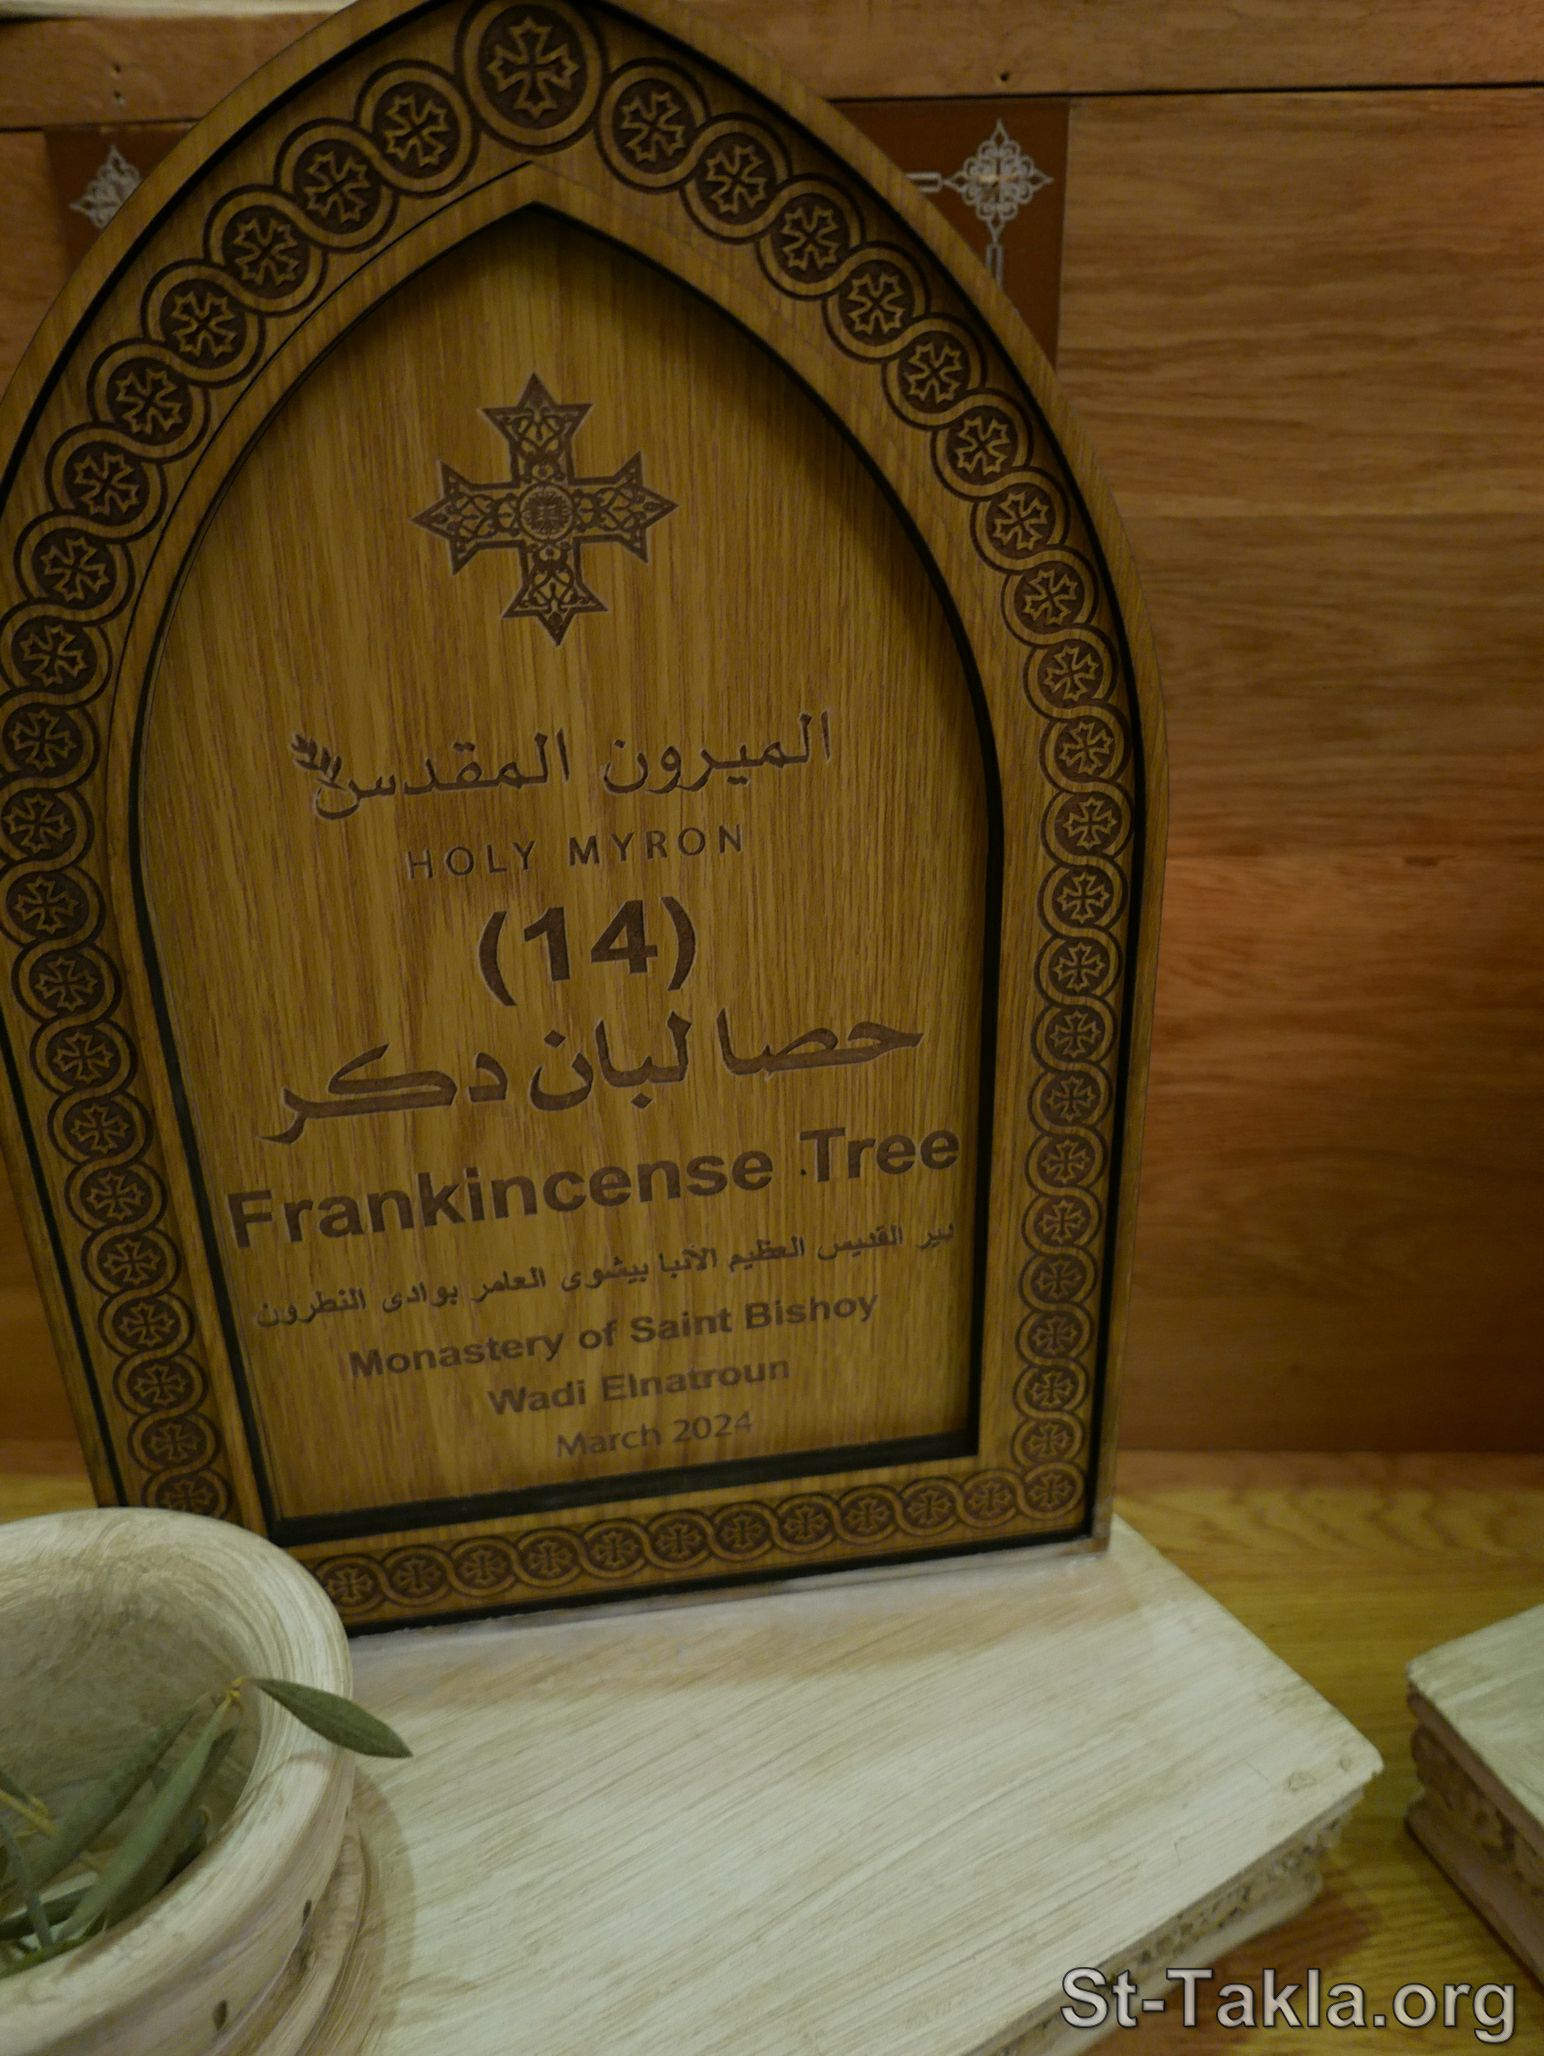 الميرون المقدس
HOLY MYRON
(14)
حصا لبان دكر
Frankincense Tree
دير القديس العظيم الأنبا بيشوى العامر بوادى النطرون
Monastery of Saint Bishoy
Wadi Elnatroun
March 2024
St-Takla.org